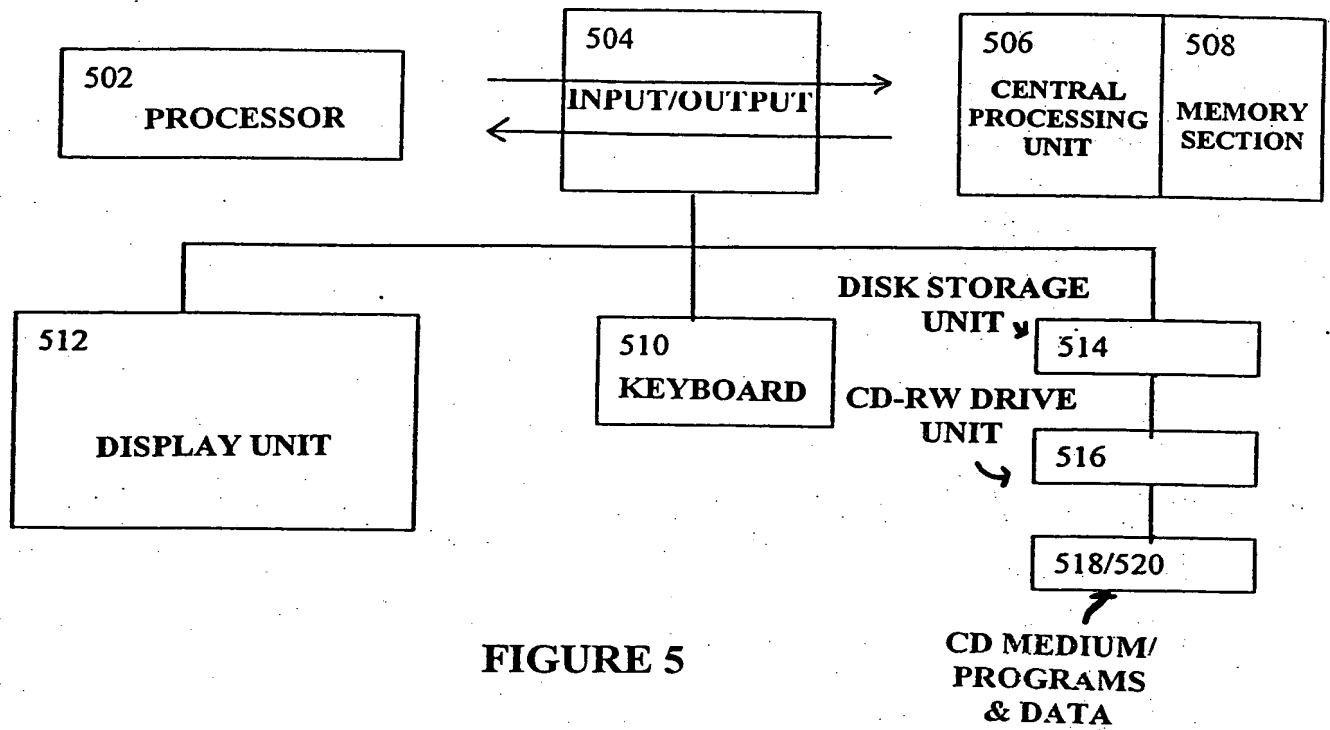 502
PROCESSOR
504
INPUT/OUTPUT
506
CENTRAL
PROCESSING
UNIT
508
MEMORY
SECTION
512
DISPLAY UNIT
510
KEYBOARD
DISK STORAGE
UNIT
514
CD-RW DRIVE
UNIT
516
518/520
CD MEDIUM/
PROGRAMS
& DATA
FIGURE 5